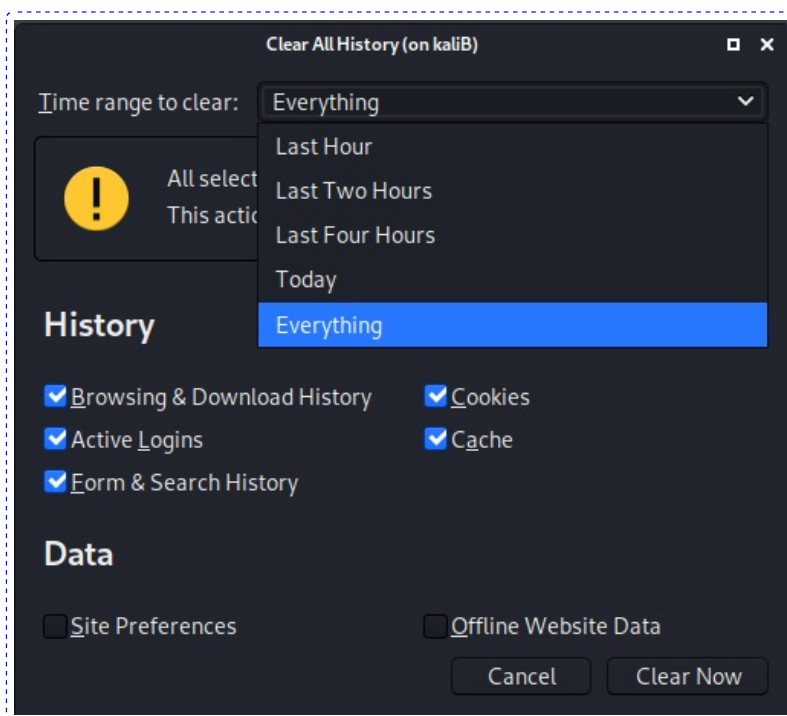 Clear All History (on kaliB)
Time range to clear: Everything
Last Hour
All select
Last Two Hours
This actio
Last Four Hours
Today
History
Everything
Browsing & Download History Cookies
Active Logins Cache
Form & Search History
Data
Site Preferences Offline Website Data
Cancel Clear Now